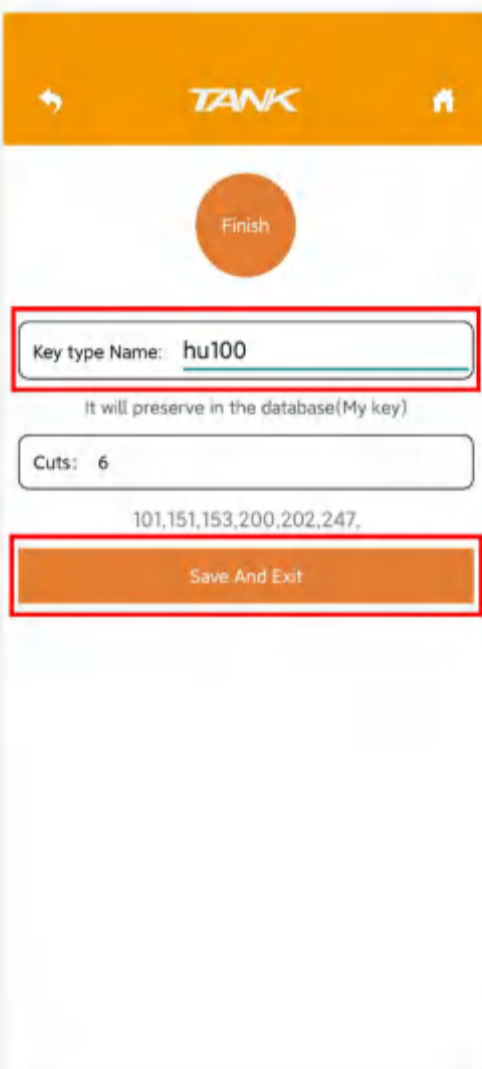 TANK
Finish
Key type Name: hu100
It will preserve in the database(My key)
Cuts: 6
101,151,153,200,202,247,
Save And Exit